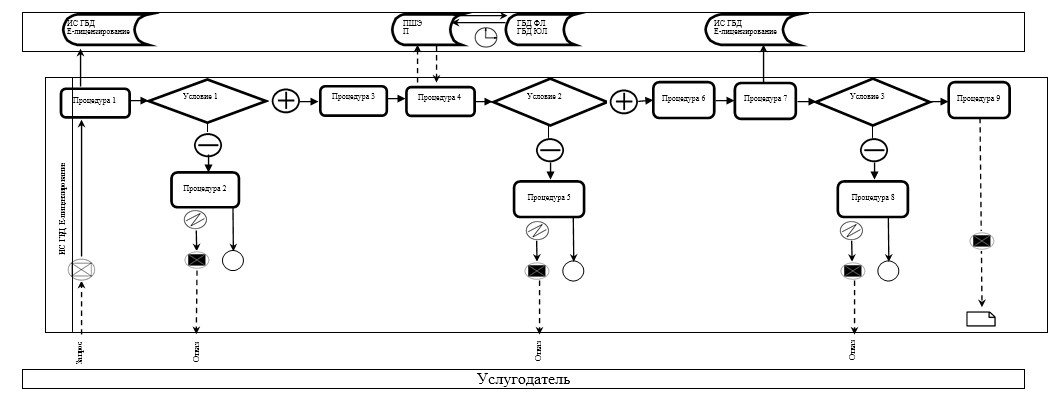 ИС ГБД
Е-лицензирование
ПШЭ
П
ГБД ФЛ
ГБД ЮЛ
ИС ГБД
Е-лицензирование
Процедура 1
Условие 1
Процедура 3
Процедура 4
Условие 2
Процедура 6
Процедура 7
Условие 3
Процедура 9
Процедура 2
Процедура 5
Процедура 8
ИС ГБД Е-лицензирование
Запрос
Отказ
Отказ
Отказ
Услугодатель